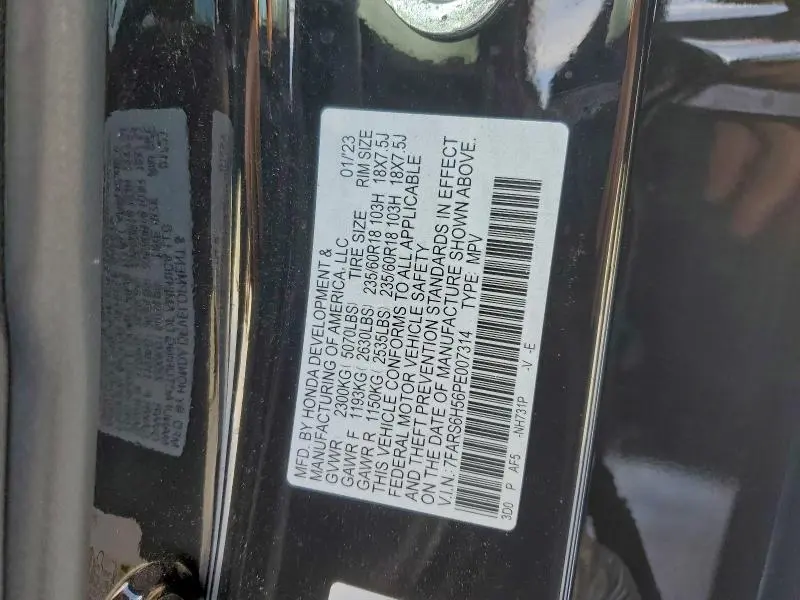 MFD. BY HONDA DEVELOPMENT &
MANUFACTURING OF AMERICA, LLC 01/23
GVWR 2300KG( 5070LBS) TIRE SIZE RIM SIZE
GAWR F 1193KG( 2630LBS) 235/60R18 103H 18X7.5J
GAWR R 1150KG( 2535LBS) 235/60R18 103H 18X7.5J
THIS VEHICLE CONFORMS TO ALL APPLICABLE
FEDERAL MOTOR VEHICLE SAFETY
AND THEFT PREVENTION STANDARDS IN EFFECT
ON THE DATE OF MANUFACTURE SHOWN ABOVE.
V.I.N.: 7FARS6H56PE007314 TYPE: MPV
3D0 P AF5 -NH731P -V -E